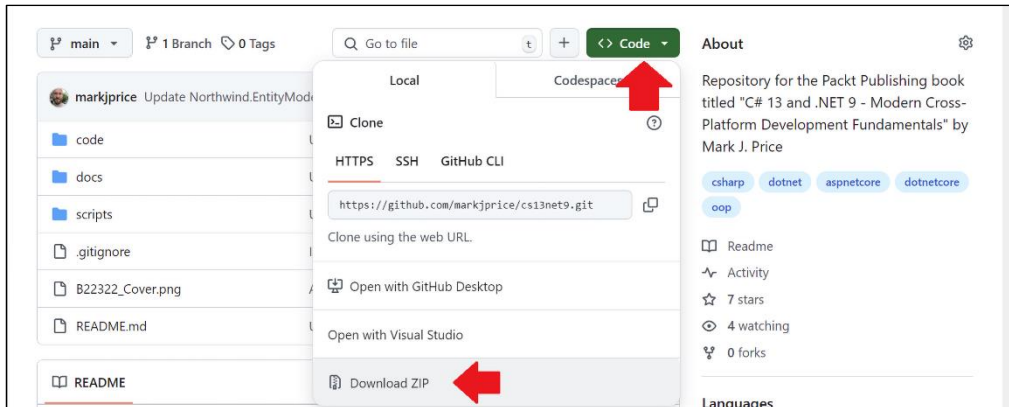 main
1 Branch
0 Tags
Go to file
t
<> Code
Local
Codespaces
markjprice Update Northwind.EntityMode
code
docs
scripts
.gitignore
B22322_Cover.png
README.md
README
Clone
HTTPS
SSH
GitHub CLI
https://github.com/markjprice/cs13net9.git
Clone using the web URL.
Open with GitHub Desktop
Open with Visual Studio
Download ZIP
About
Repository for the Packt Publishing book
titled "C# 13 and .NET 9 - Modern Cross-
Platform Development Fundamentals" by
Mark J. Price
csharp
dotnet
aspnetcore
dotnetcore
oop
Readme
Activity
7 stars
4 watching
0 forks
Languages